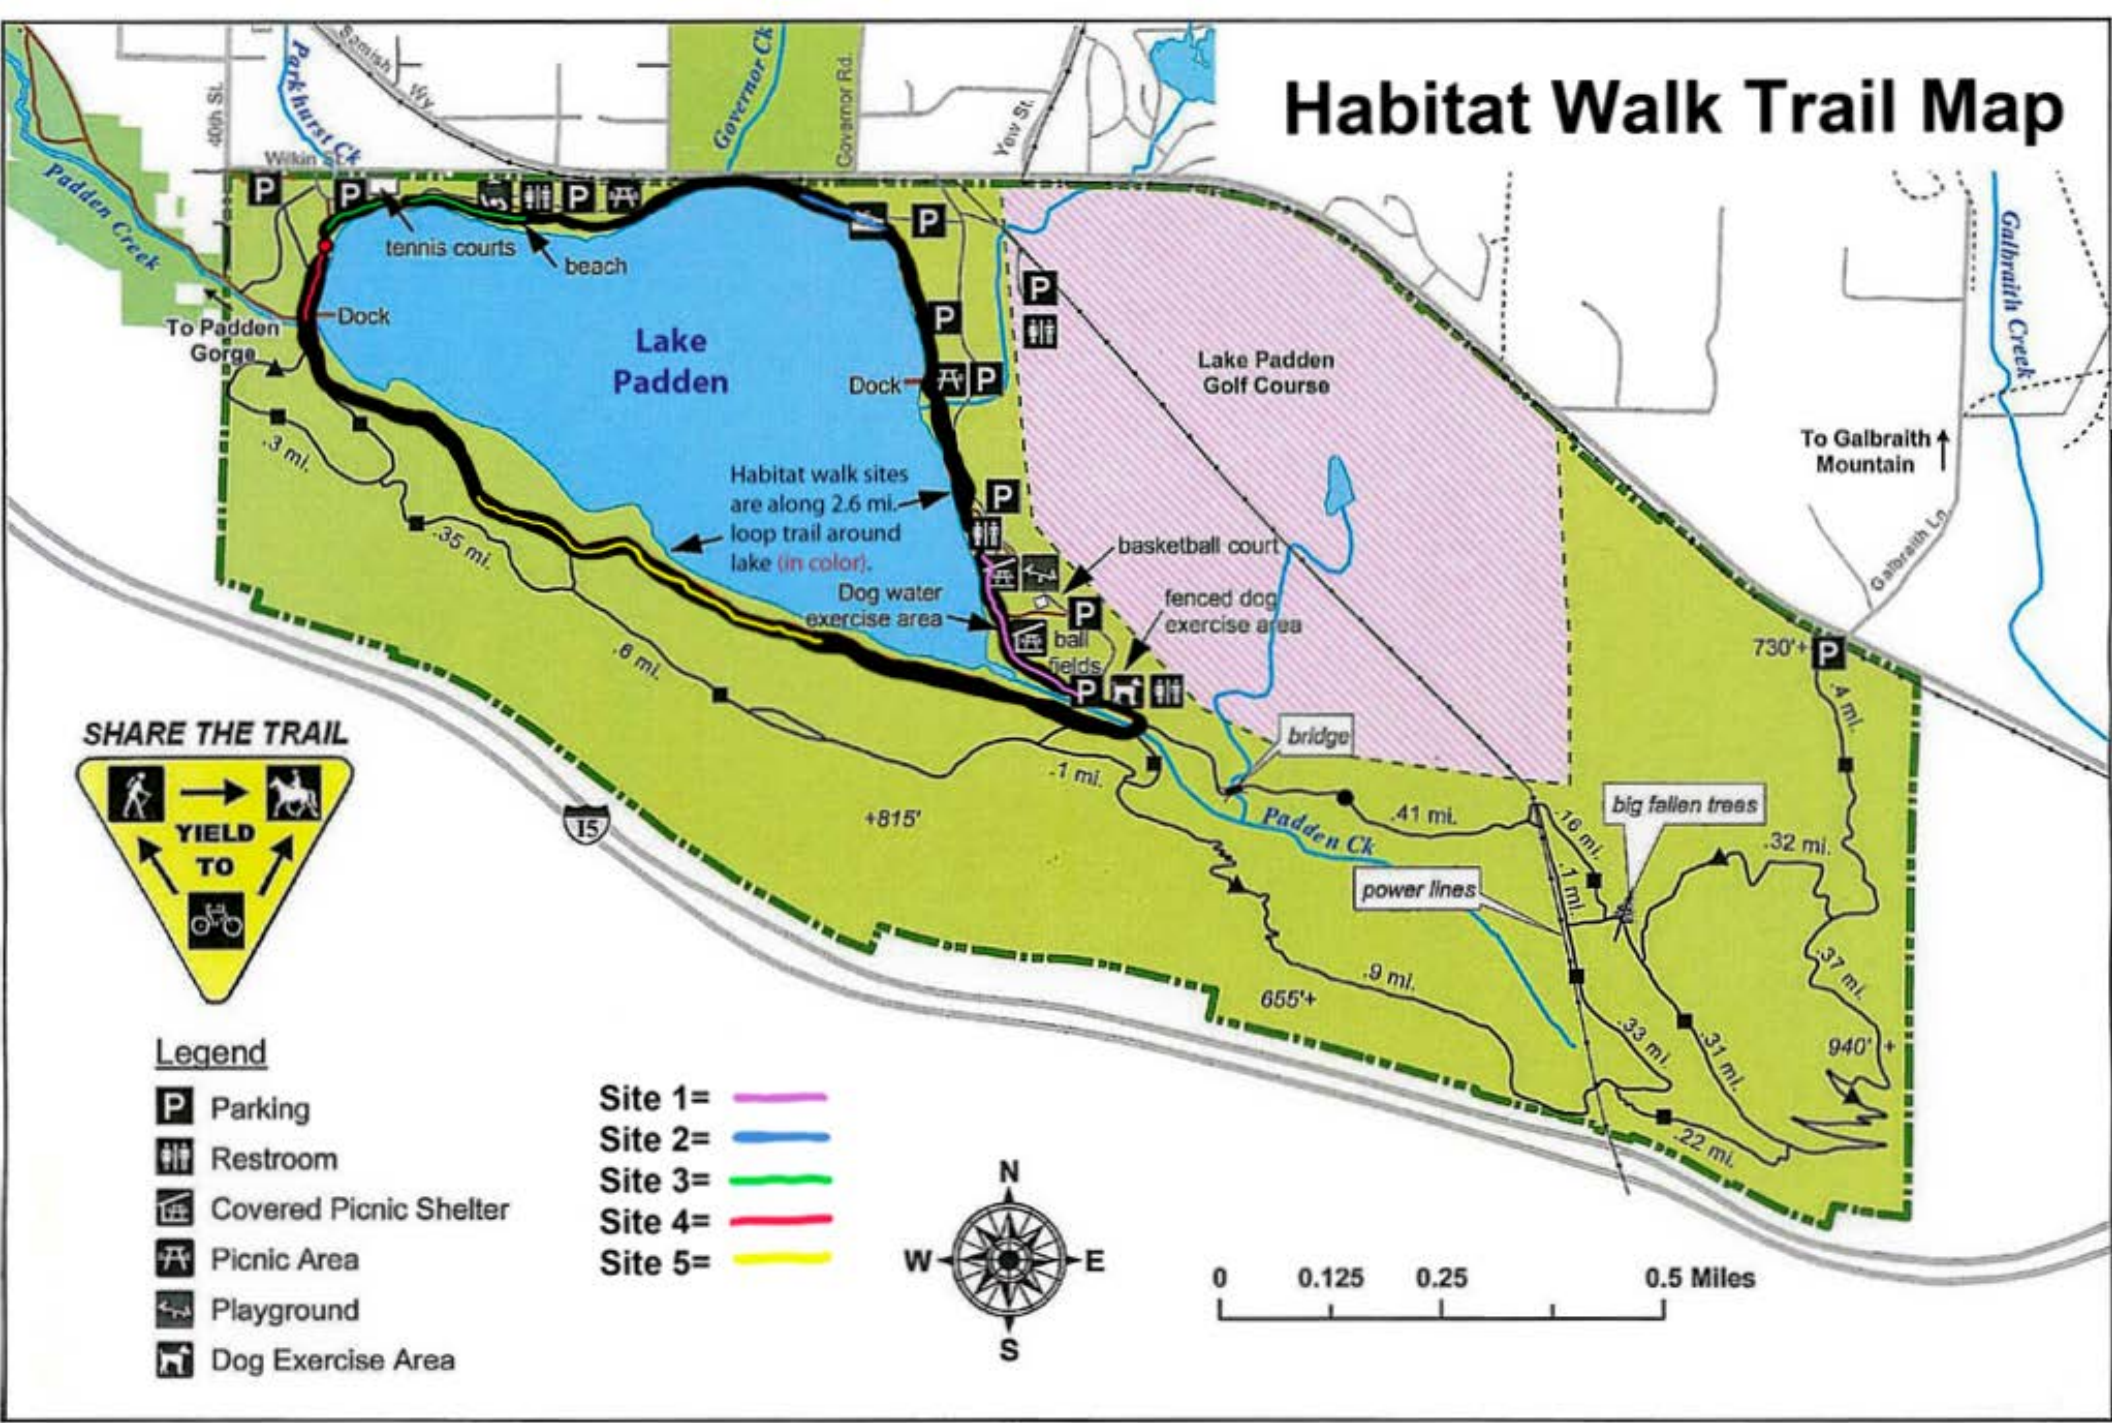 Habitat Walk Trail Map
Samish Wy
Parkhurst Ck
40th St.
Wilkin St.
Governor Ck
Governor Rd.
Yew St.
Padden Creek
Galbraith Creek
P
P
P
P
P
P
P
P
P
P
P
tennis courts
beach
To Padden
Gorge
Dock
Lake
Padden
Dock
Lake Padden
Golf Course
To Galbraith
Mountain
Galbraith Ln.
Habitat walk sites
are along 2.6 mi.
loop trail around
lake (in color).
Dog water
exercise area
basketball court
fenced dog
exercise area
ball
fields
.3 mi.
.35 mi.
.6 mi.
.1 mi.
+815'
bridge
Padden Ck
.41 mi.
.16 mi.
.1 mi.
big fallen trees
power lines
730'+
P
.4 mi.
.32 mi.
.37 mi.
940' +
.9 mi.
655'+
.33 mi.
.31 mi.
.22 mi.
I5
SHARE THE TRAIL
YIELD
TO
Legend
P Parking
Restroom
Covered Picnic Shelter
Picnic Area
Playground
Dog Exercise Area
Site 1=
Site 2=
Site 3=
Site 4=
Site 5=
N
W E
S
0 0.125 0.25 0.5 Miles